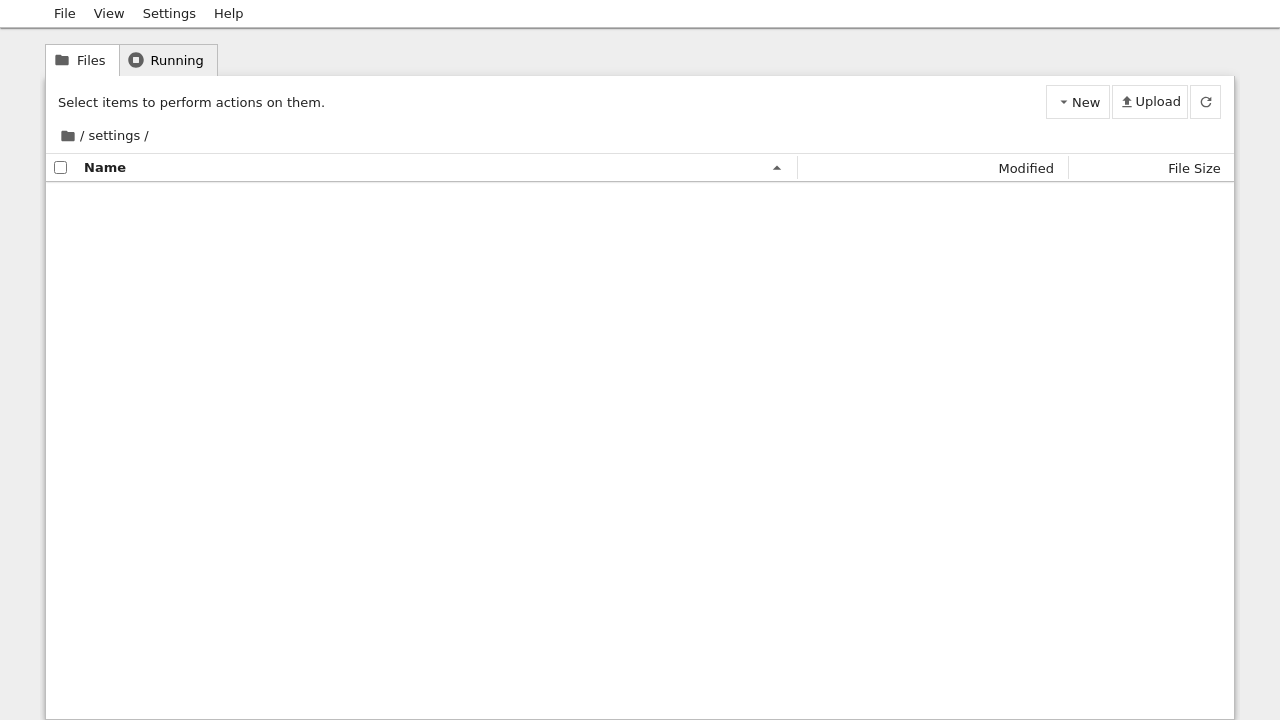 File View Settings Help
Files Running
Select items to perform actions on them.
New Upload
/ settings /
Name Modified File Size